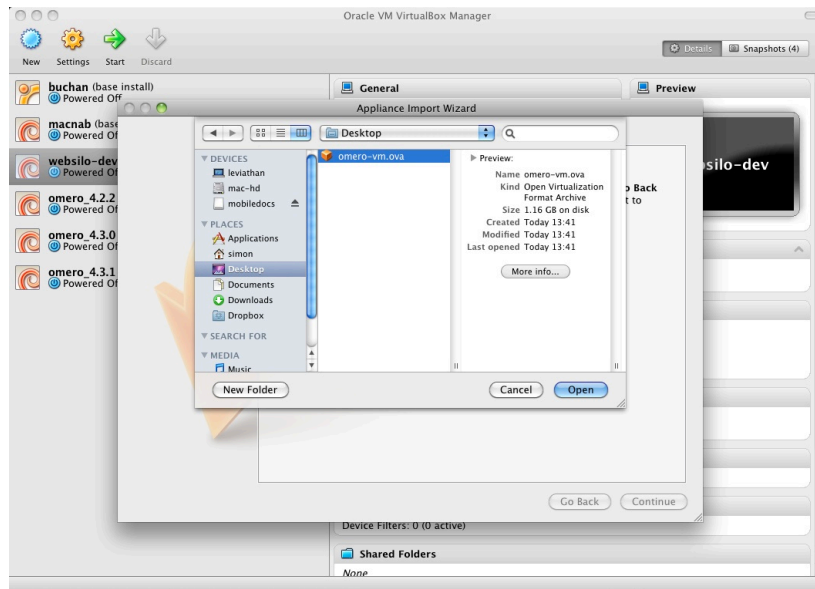 Oracle VM VirtualBox Manager
New Settings Start Discard
Details Snapshots (4)
buchan (base install)
Powered Off
macnab (base
Powered Of
websilo-dev
Powered Of
omero_4.2.2
Powered Of
omero_4.3.0
Powered Of
omero_4.3.1
Powered Of
General
Preview
silo-dev
Appliance Import Wizard
Desktop
DEVICES
leviathan
mac-hd
mobiledocs
PLACES
Applications
simon
Desktop
Documents
Downloads
Dropbox
SEARCH FOR
MEDIA
Music
omero-vm.ova
Preview:
Name omero-vm.ova
Kind Open Virtualization
Format Archive
Size 1.16 GB on disk
Created Today 13:41
Modified Today 13:41
Last opened Today 13:41
More info...
o Back
t to
New Folder
Cancel Open
Go Back Continue
Device Filters: 0 (0 active)
Shared Folders
None